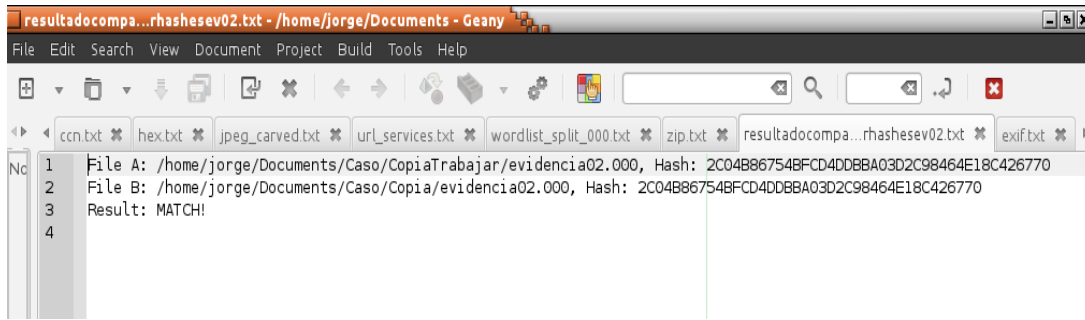 resultadocompa...rhashesev02.txt - /home/jorge/Documents - Geany
File Edit Search View Document Project Build Tools Help
ccn.txt hex.txt jpeg_carved.txt url_services.txt wordlist_split_000.txt zip.txt resultadocompa...rhashesev02.txt exif.txt
1 File A: /home/jorge/Documents/Caso/CopiaTrabajar/evidencia02.000, Hash: 2C04B86754BFCD4DDBBA03D2C98464E18C426770
2 File B: /home/jorge/Documents/Caso/Copia/evidencia02.000, Hash: 2C04B86754BFCD4DDBBA03D2C98464E18C426770
3 Result: MATCH!
4